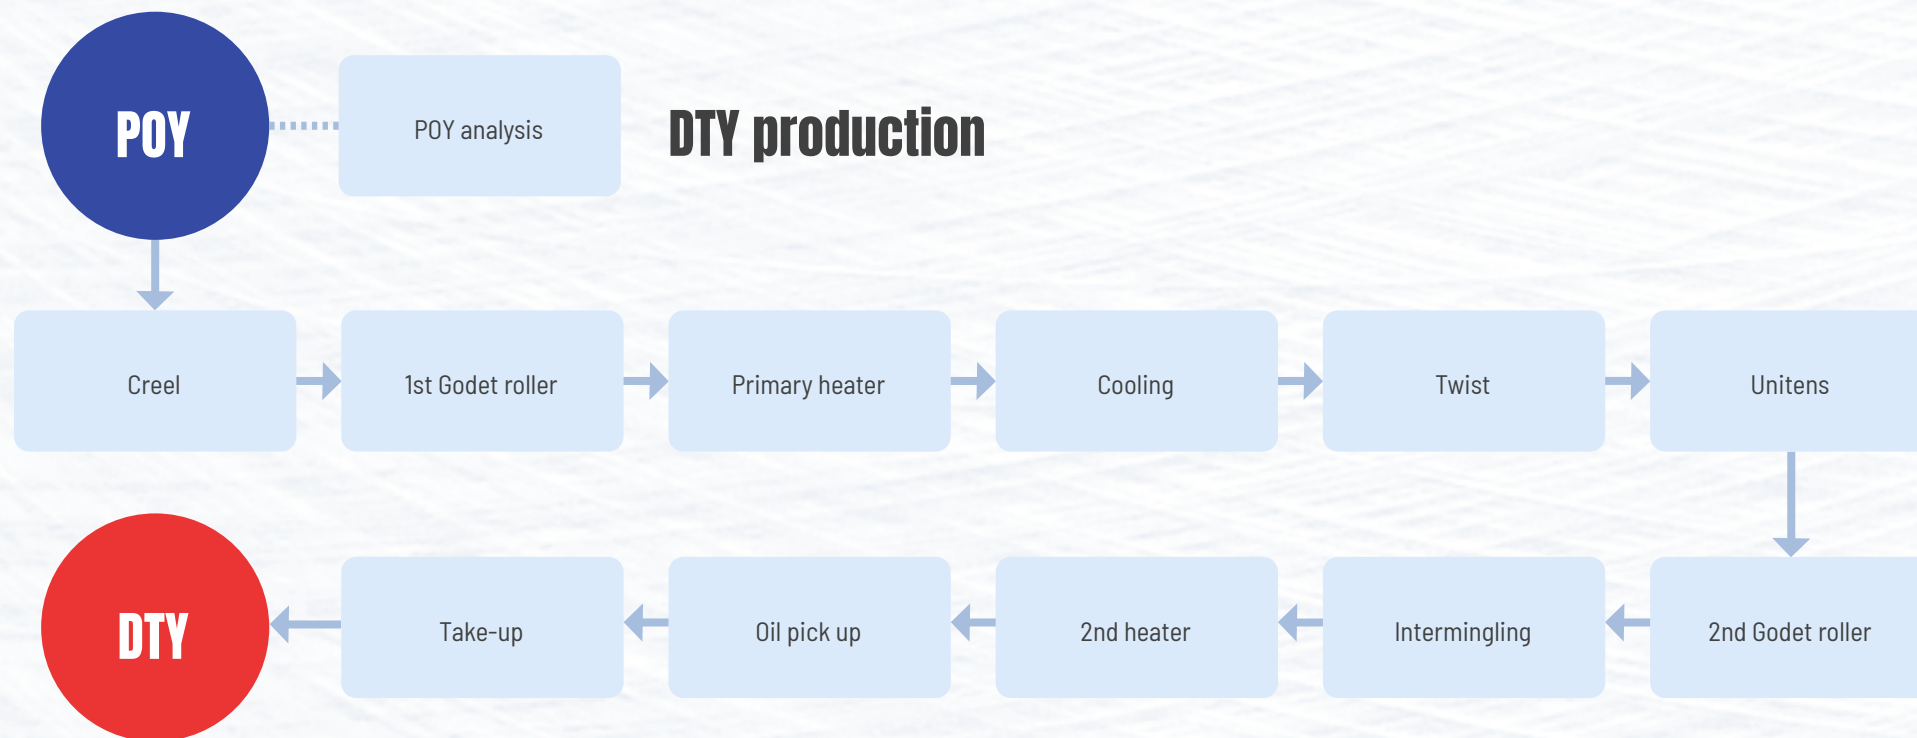 POY
POY analysis
DTY production
Creel
1st Godet roller
Primary heater
Cooling
Twist
Unitens
DTY
Take-up
Oil pick up
2nd heater
Intermingling
2nd Godet roller